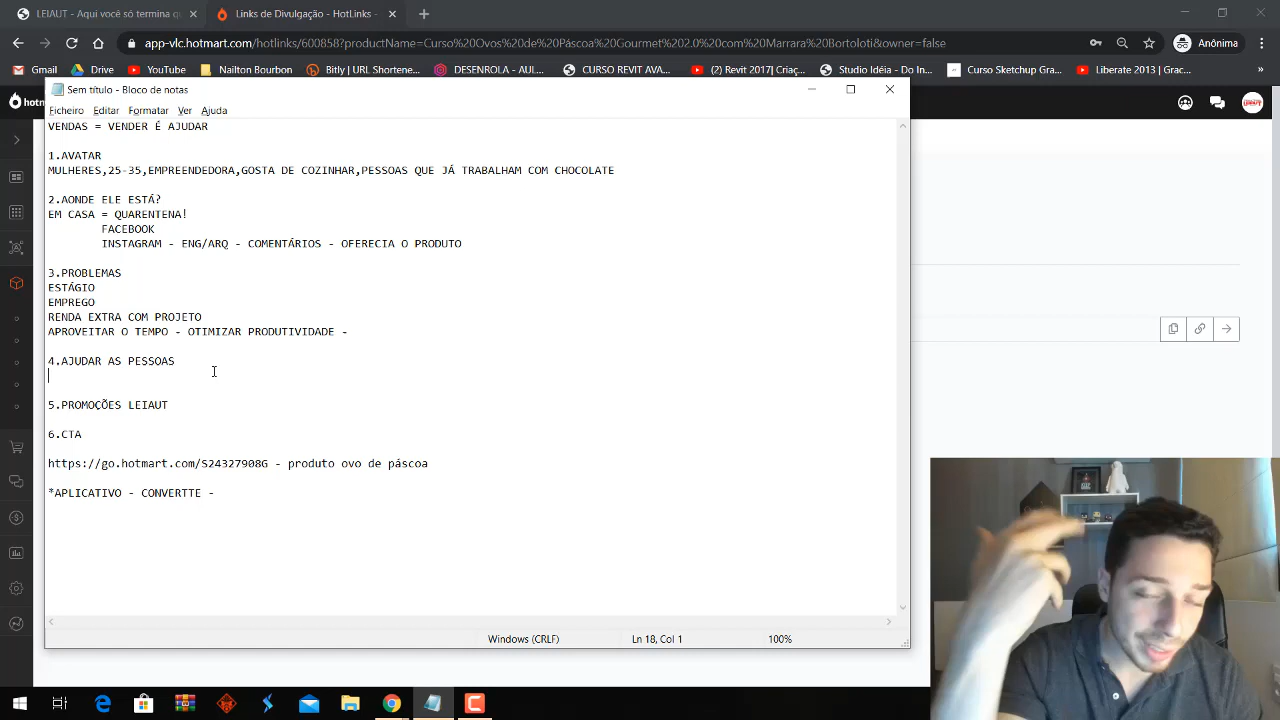 LEIAUT - Aqui você só termina qu
Links de Divulgação - HotLinks -
app-vlc.hotmart.com/hotlinks/600858?productName=Curso%20Ovos%20de%20Páscoa%20Gourmet%202.0%20com%20Marrara%20Bortoloti&owner=false
Anônima
Gmail
Drive
YouTube
Nailton Bourbon
Bitly | URL Shortene...
DESENROLA - AUL...
CURSO REVIT AVA...
(2) Revit 2017| Criaç...
Studio Idéia - Do In...
Curso Sketchup Gra...
Liberate 2013 | Grac...
»
Sem título - Bloco de notas
hotm
Ficheiro Editar Formatar Ver Ajuda
VENDAS = VENDER É AJUDAR
1.AVATAR
MULHERES,25-35,EMPREENDEDORA,GOSTA DE COZINHAR,PESSOAS QUE JÁ TRABALHAM COM CHOCOLATE
2.AONDE ELE ESTÁ?
EM CASA = QUARENTENA!
FACEBOOK
INSTAGRAM - ENG/ARQ - COMENTÁRIOS - OFERECIA O PRODUTO
3.PROBLEMAS
ESTÁGIO
EMPREGO
RENDA EXTRA COM PROJETO
APROVEITAR O TEMPO - OTIMIZAR PRODUTIVIDADE -
4.AJUDAR AS PESSOAS
5.PROMOÇÕES LEIAUT
6.CTA
https://go.hotmart.com/S24327908G - produto ovo de páscoa
*APLICATIVO - CONVERTTE -
Windows (CRLF)
Ln 18, Col 1
100%